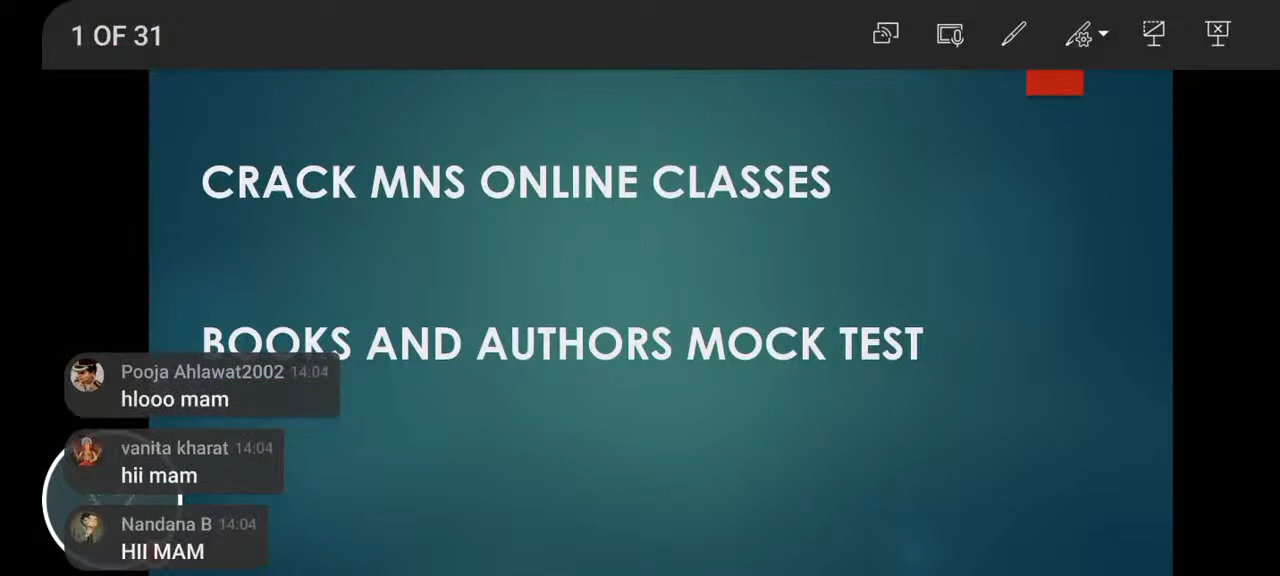 1 OF 31
CRACK MNS ONLINE CLASSES
BOOKS AND AUTHORS MOCK TEST
Pooja Ahlawat2002 14:04
hlooo mam
vanita kharat 14:04
hii mam
Nandana B 14:04
HII MAM